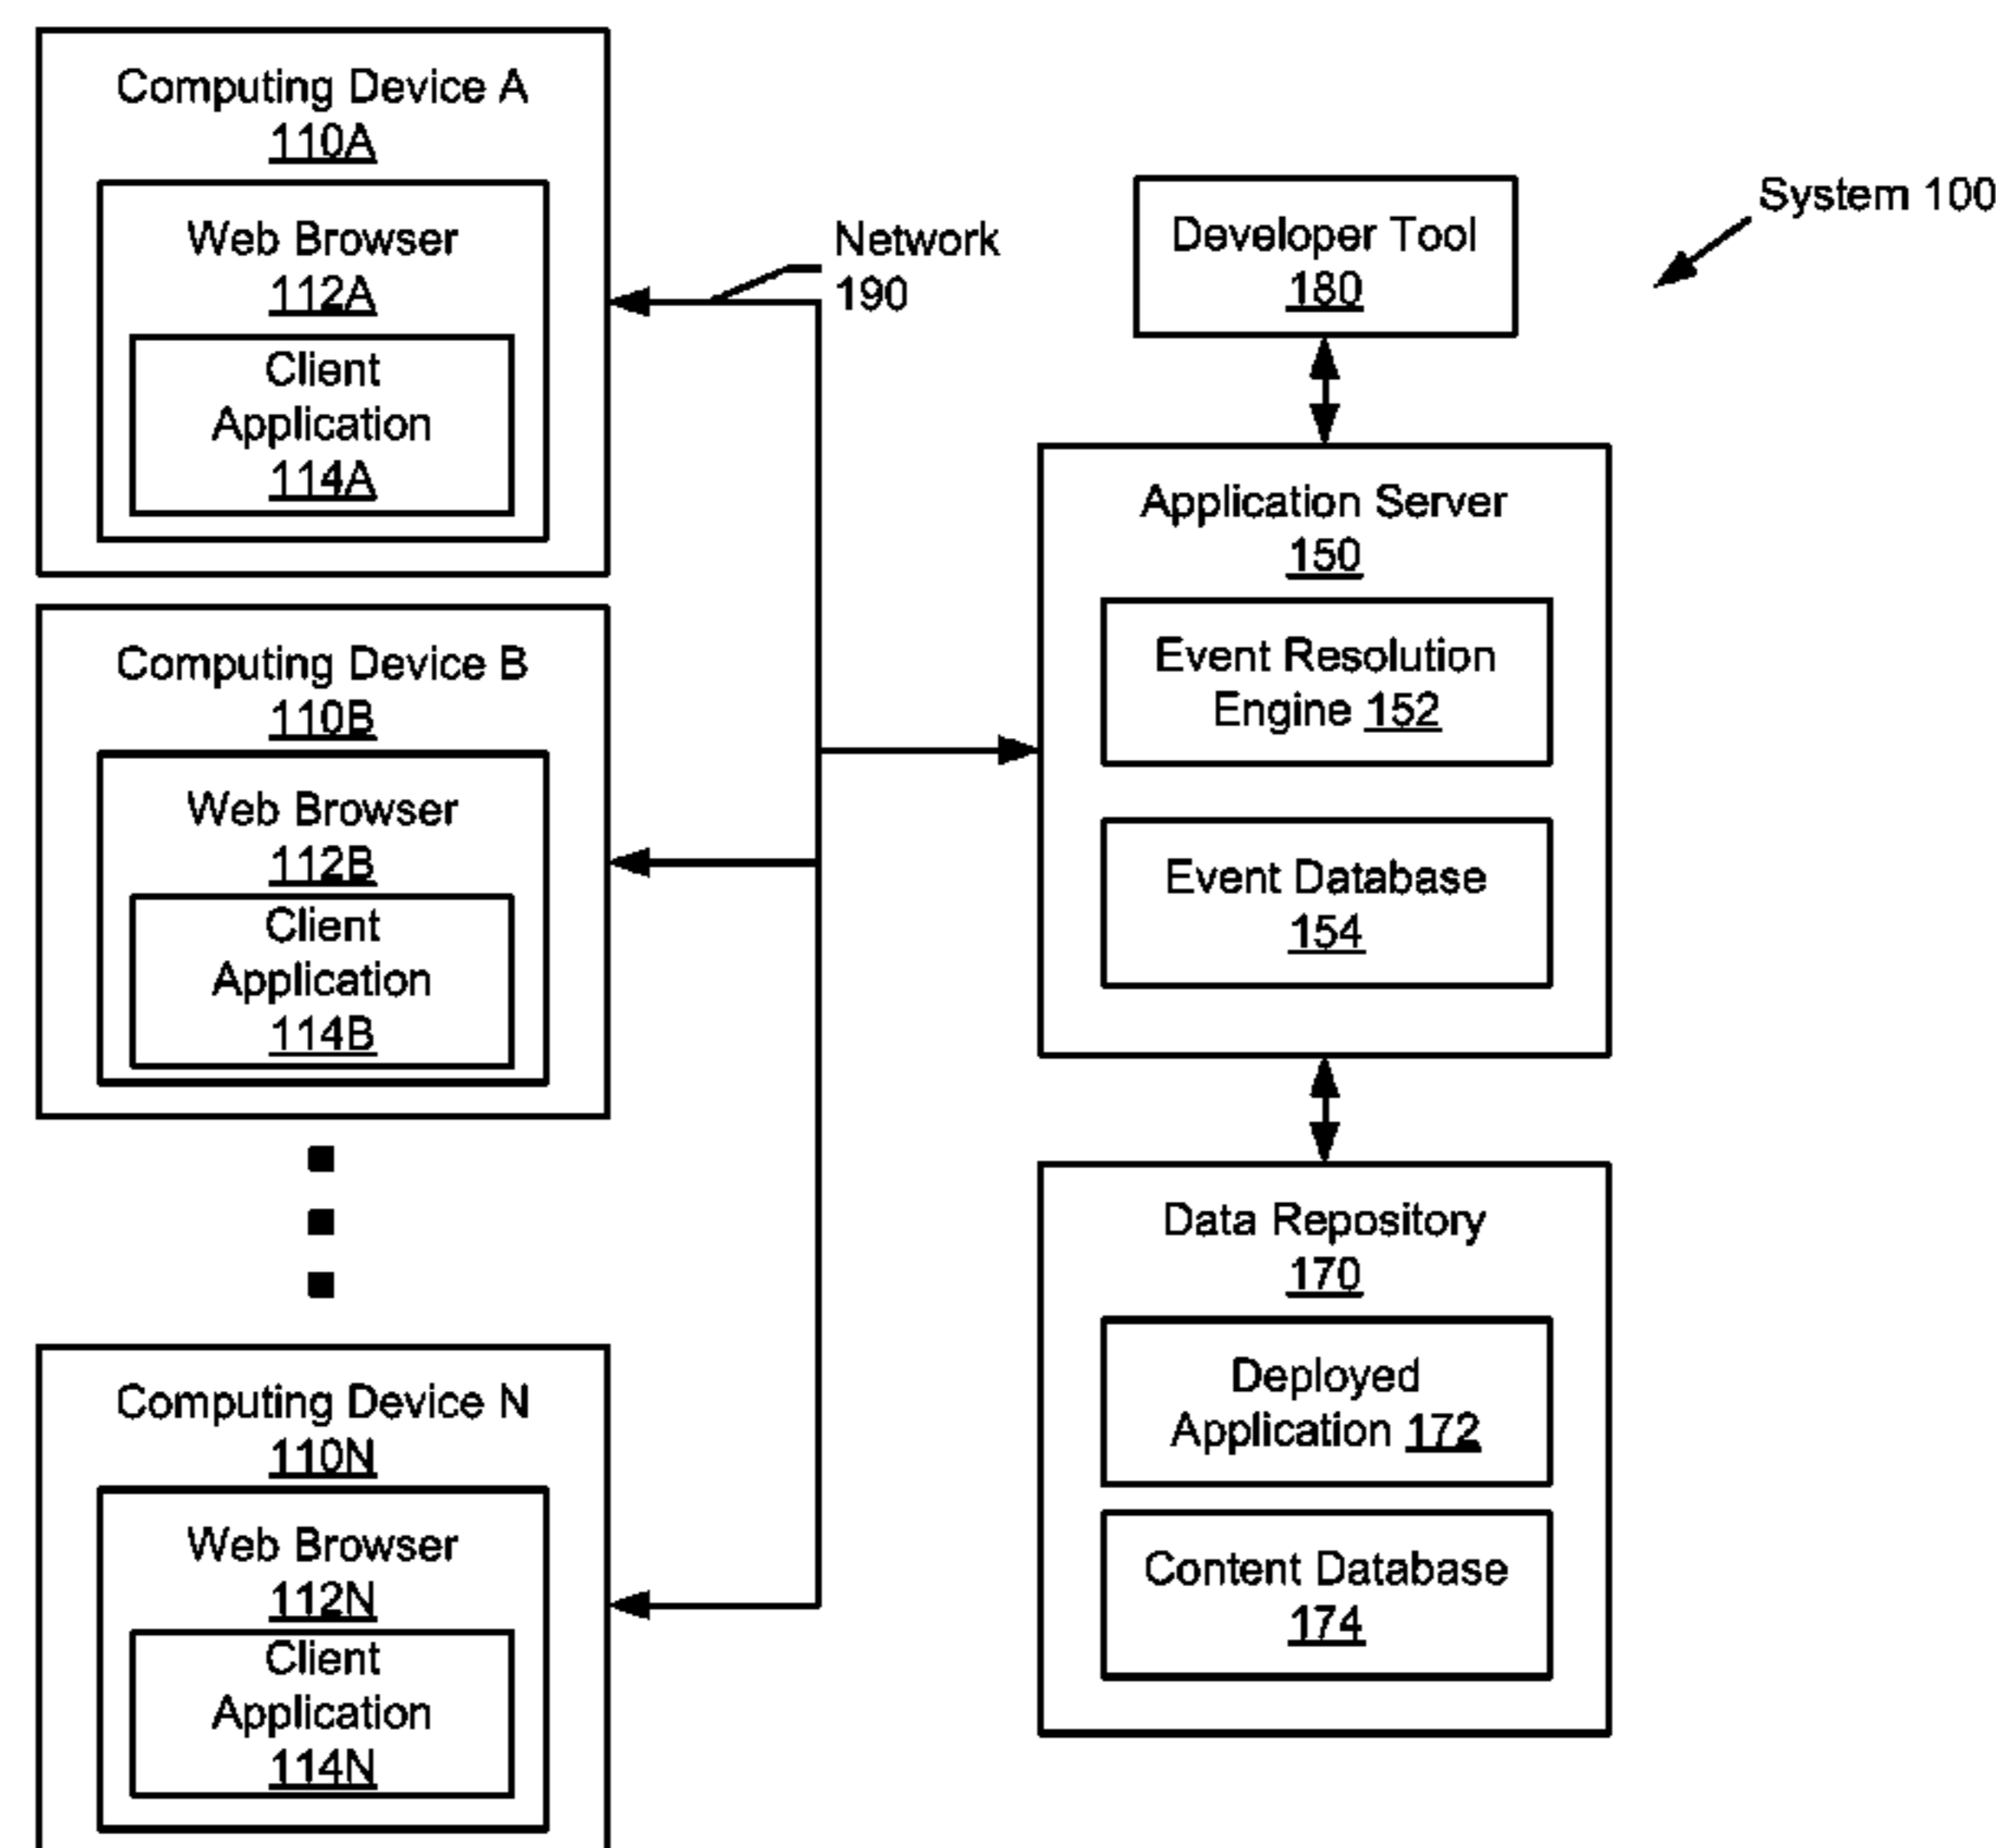 Computing Device A
110A
Web Browser
112A
Client
Application
114A
Computing Device B
110B
Web Browser
112B
Client
Application
114B
Computing Device N
110N
Web Browser
112N
Client
Application
114N
Network
190
Developer Tool
180
System 100
Application Server
150
Event Resolution
Engine 152
Event Database
154
Data Repository
170
Deployed
Application 172
Content Database
174